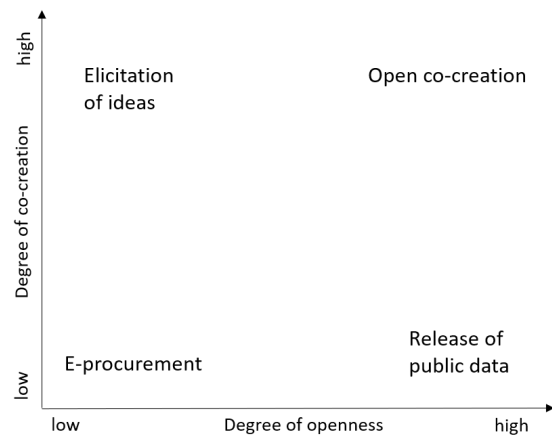 high
Elicitation
of ideas
Open co-creation
Degree of co-creation
E-procurement
Release of
public data
low
low
Degree of openness
high